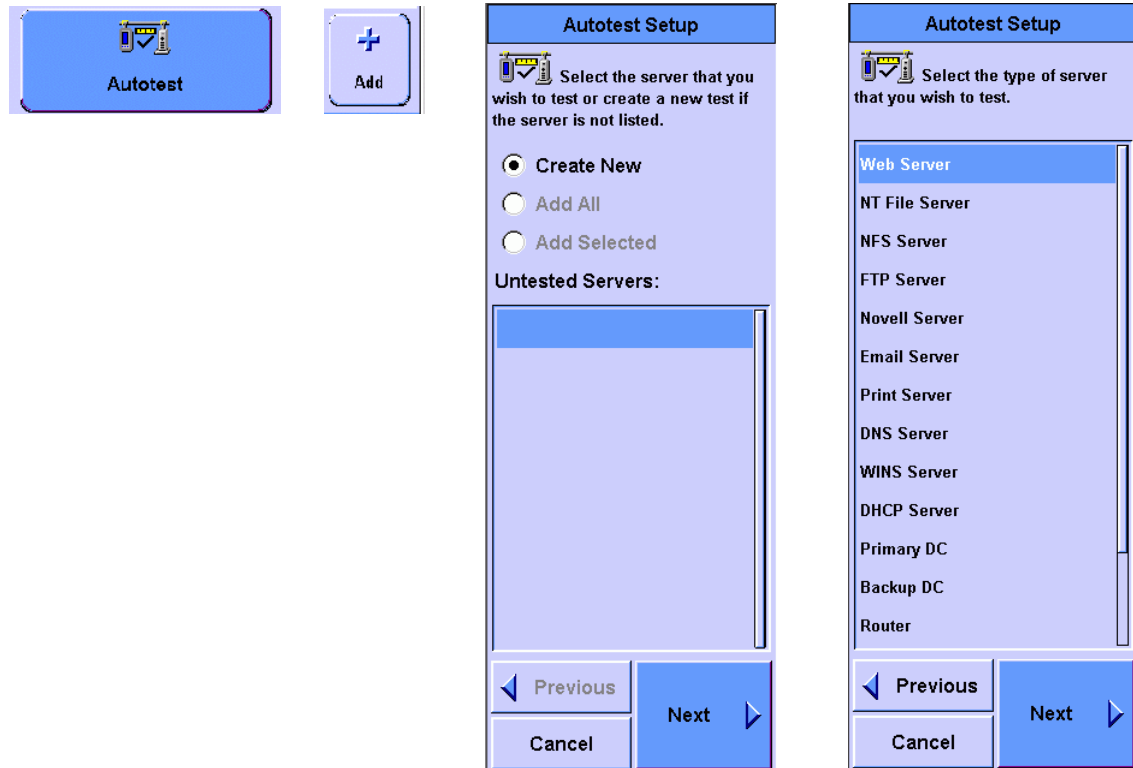 Autotest
Add
Autotest Setup
Select the server that you
wish to test or create a new test if
the server is not listed.
Create New
Add All
Add Selected
Untested Servers:
Previous
Next
Cancel
Autotest Setup
Select the type of server
that you wish to test.
Web Server
NT File Server
NFS Server
FTP Server
Novell Server
Email Server
Print Server
DNS Server
WINS Server
DHCP Server
Primary DC
Backup DC
Router
Previous
Next
Cancel